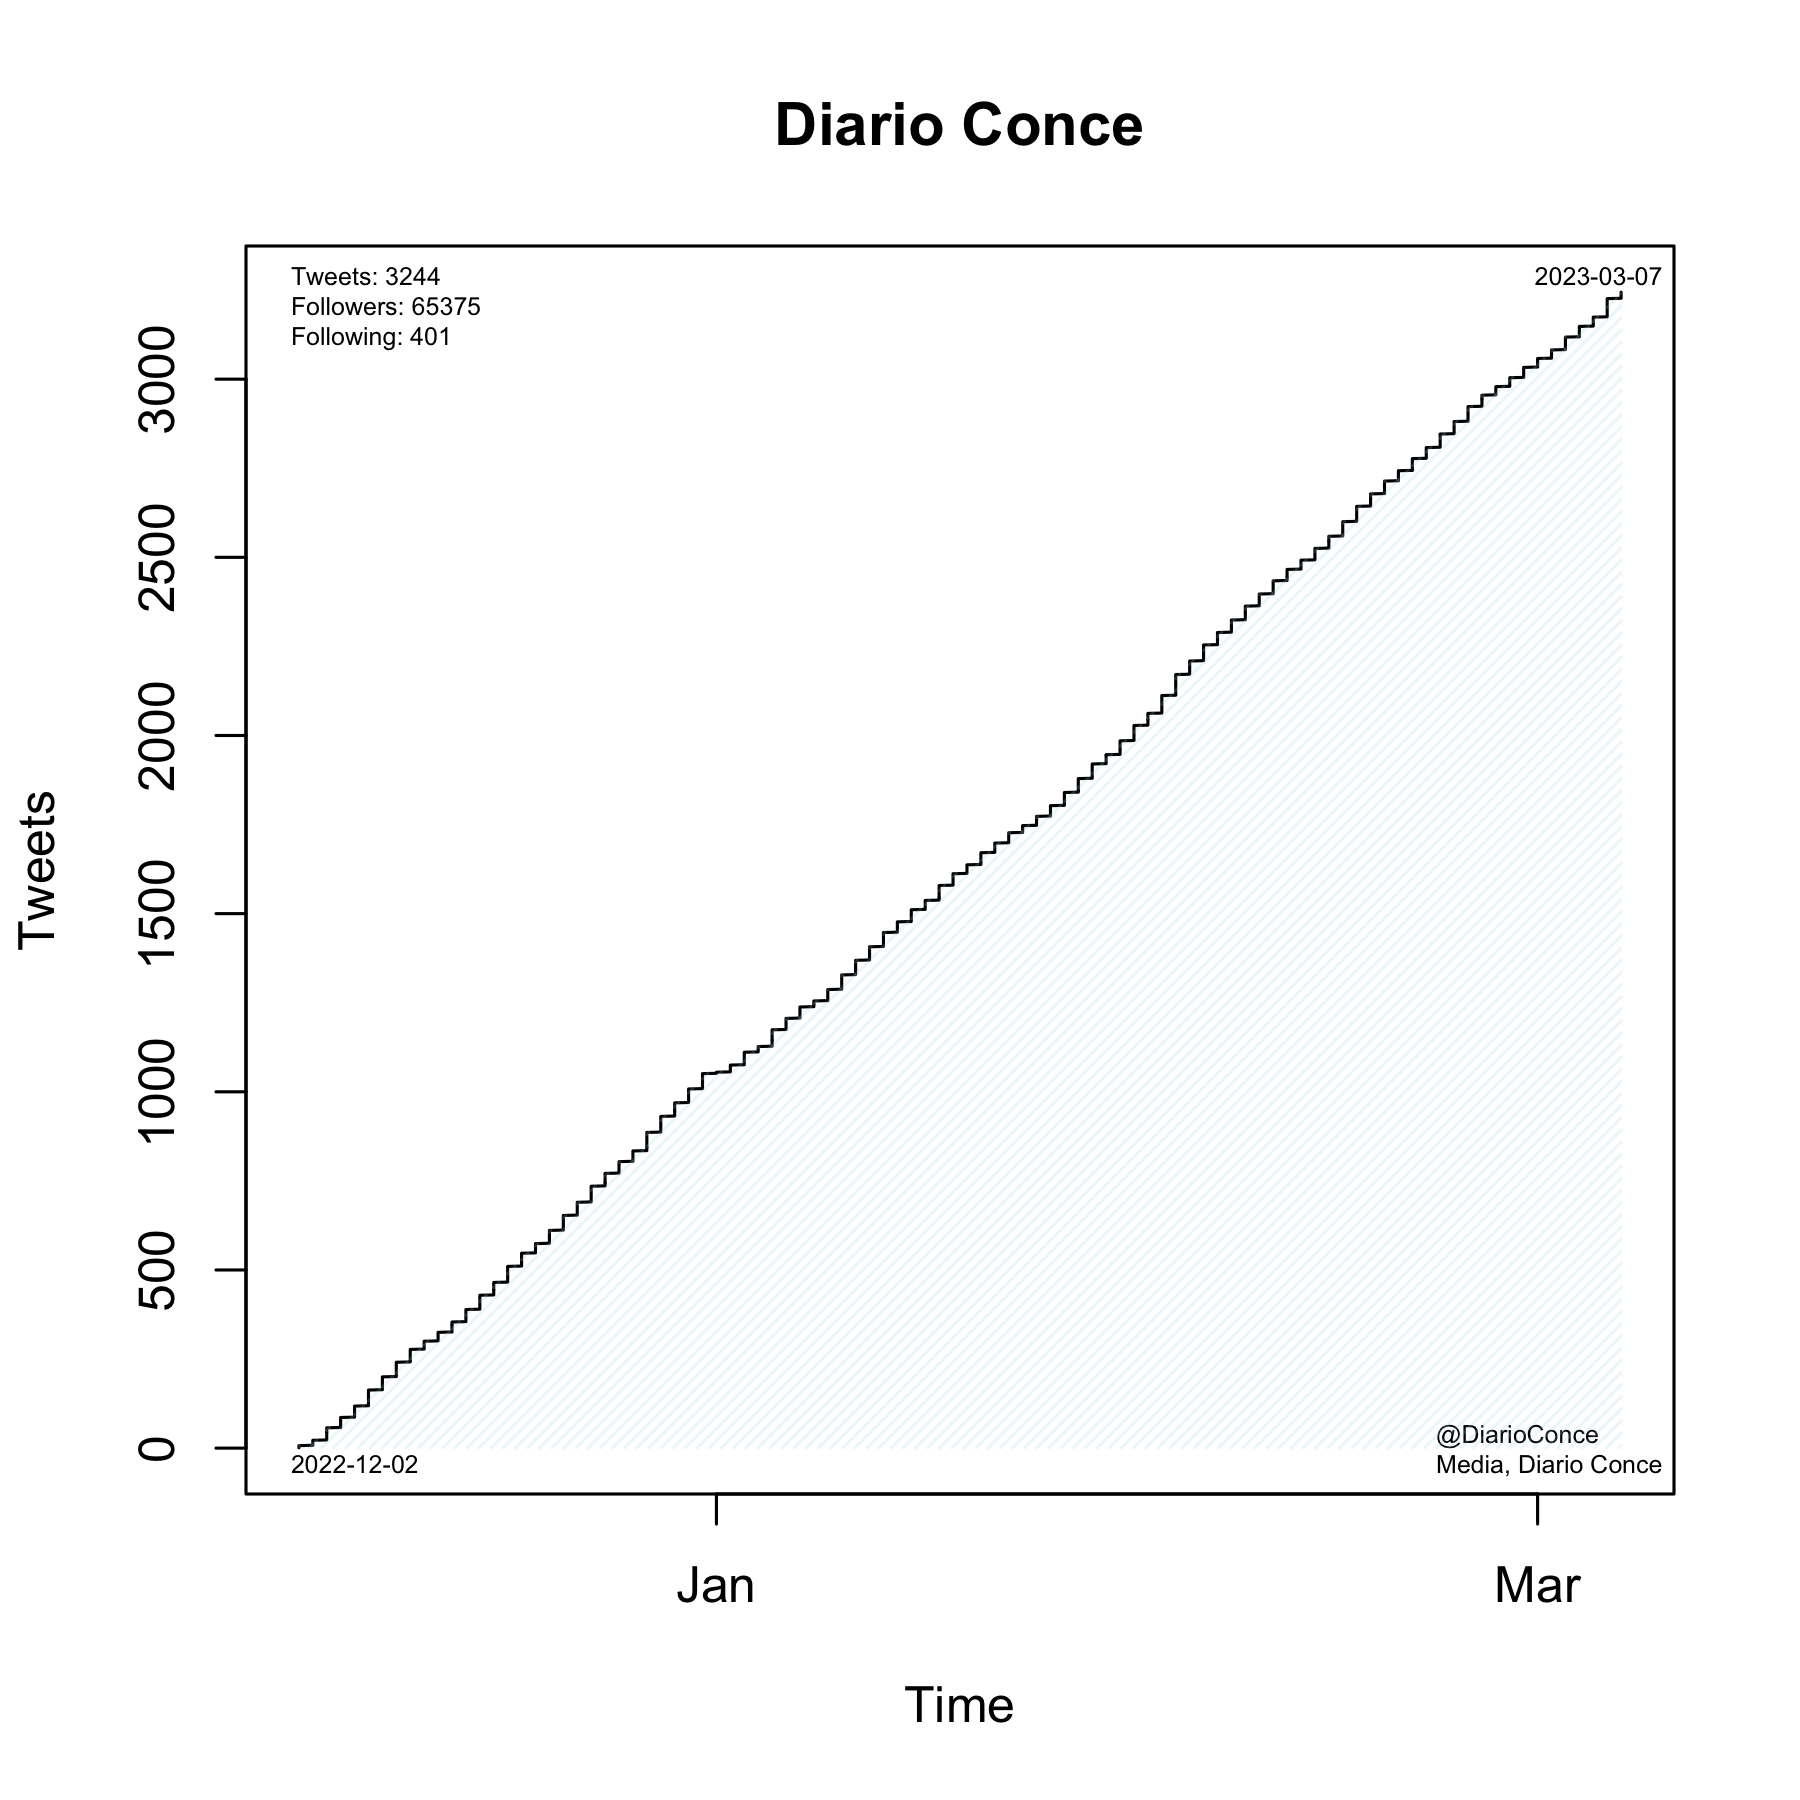 Diario Conce
Tweets: 3244
Followers: 65375
Following: 401
2023-03-07
3000
2500
2000
1500
1000
500
0
Tweets
@DiarioConce
Media, Diario Conce
2022-12-02
Jan
Mar
Time